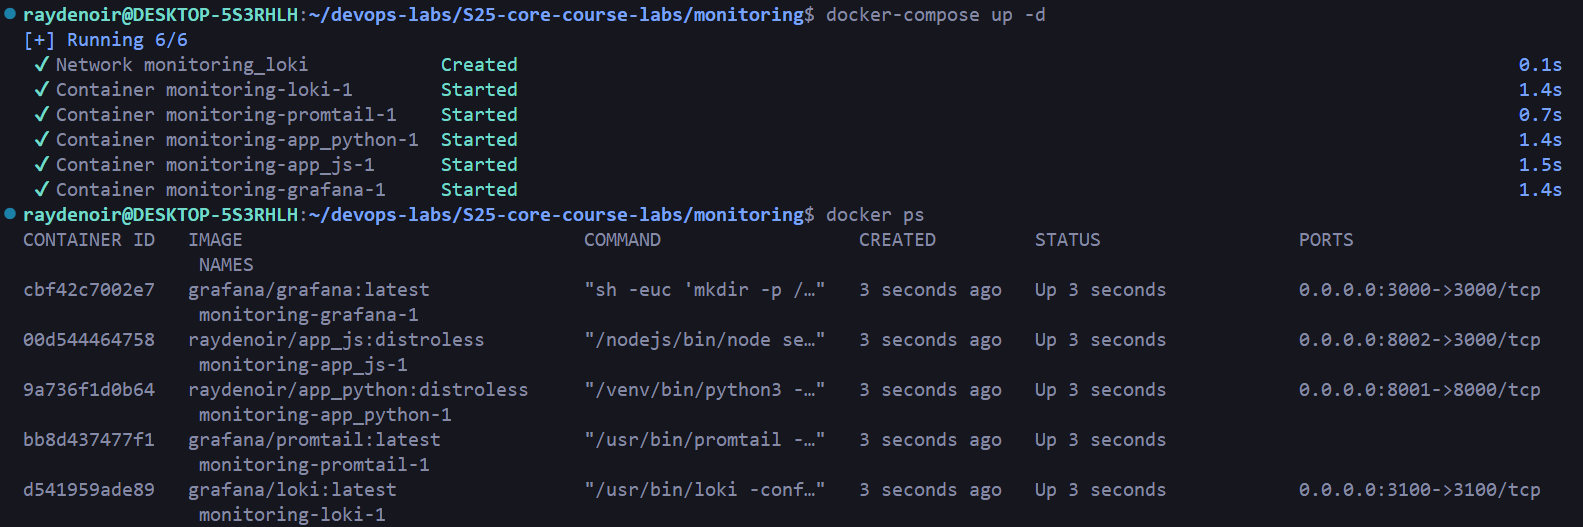 raydenoir@DESKTOP-5S3RHLH:~/devops-labs/S25-core-course-labs/monitoring$ docker-compose up -d
[+] Running 6/6
✔ Network monitoring_loki Created 0.1s
✔ Container monitoring-loki-1 Started 1.4s
✔ Container monitoring-promtail-1 Started 0.7s
✔ Container monitoring-app_python-1 Started 1.4s
✔ Container monitoring-app_js-1 Started 1.5s
✔ Container monitoring-grafana-1 Started 1.4s
raydenoir@DESKTOP-5S3RHLH:~/devops-labs/S25-core-course-labs/monitoring$ docker ps
CONTAINER ID IMAGE COMMAND CREATED STATUS PORTS
NAMES
cbf42c7002e7 grafana/grafana:latest "sh -euc 'mkdir -p /…" 3 seconds ago Up 3 seconds 0.0.0.0:3000->3000/tcp
monitoring-grafana-1
00d544464758 raydenoir/app_js:distroless "/nodejs/bin/node se…" 3 seconds ago Up 3 seconds 0.0.0.0:8002->3000/tcp
monitoring-app_js-1
9a736f1d0b64 raydenoir/app_python:distroless "/venv/bin/python3 -…" 3 seconds ago Up 3 seconds 0.0.0.0:8001->8000/tcp
monitoring-app_python-1
bb8d437477f1 grafana/promtail:latest "/usr/bin/promtail -…" 3 seconds ago Up 3 seconds
monitoring-promtail-1
d541959ade89 grafana/loki:latest "/usr/bin/loki -conf…" 3 seconds ago Up 3 seconds 0.0.0.0:3100->3100/tcp
monitoring-loki-1